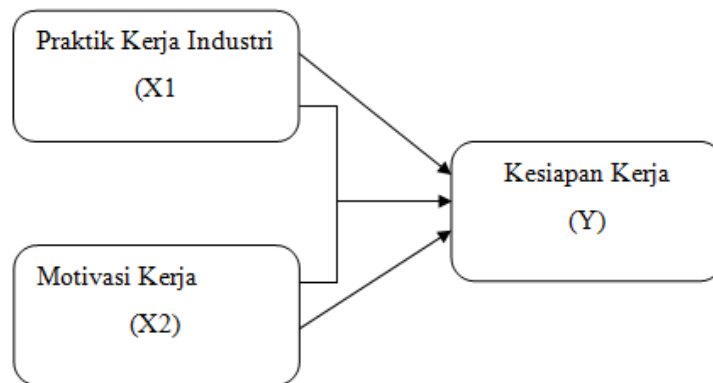 Praktik Kerja Industri
(X1
Kesiapan Kerja
(Y)
Motivasi Kerja
(X2)